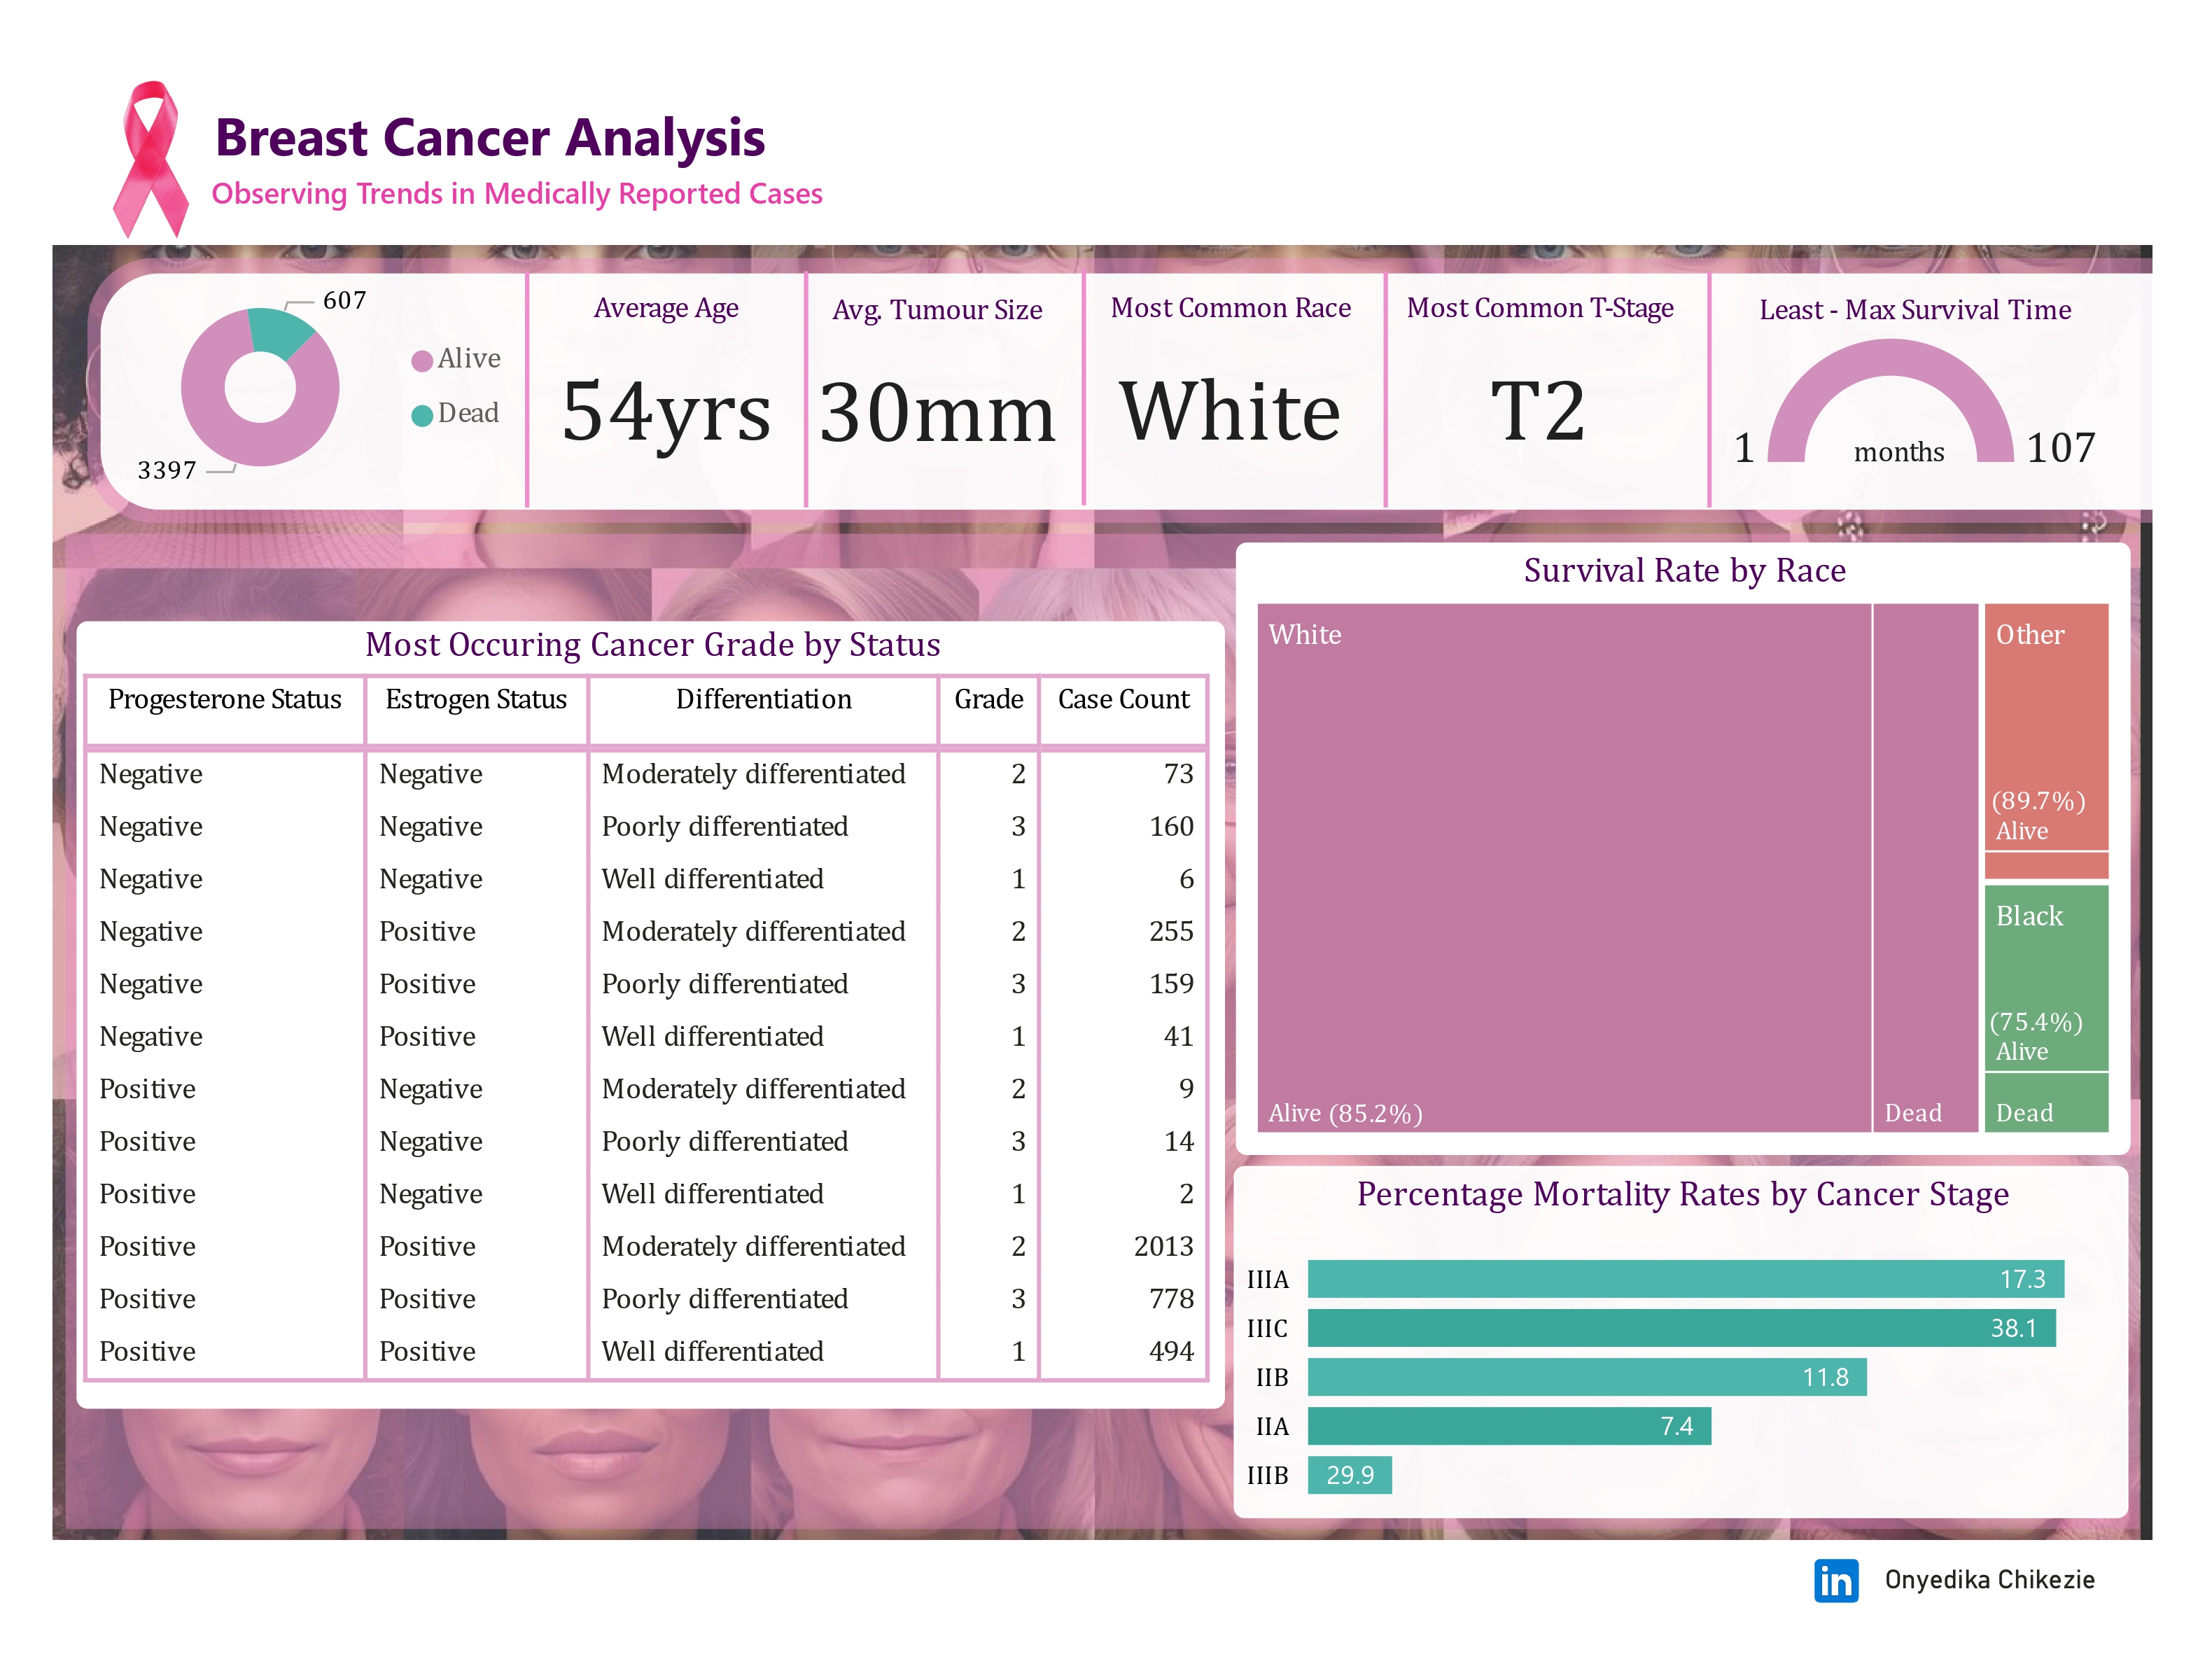 Breast Cancer Analysis
Observing Trends in Medically Reported Cases
607
3397
Alive
Dead
Average Age
54yrs
Avg. Tumour Size
30mm
Most Common Race
White
Most Common T-Stage
T2
Least - Max Survival Time
1 months 107
Most Occuring Cancer Grade by Status
Progesterone Status Estrogen Status Differentiation Grade Case Count
Negative Negative Moderately differentiated 2 73
Negative Negative Poorly differentiated 3 160
Negative Negative Well differentiated 1 6
Negative Positive Moderately differentiated 2 255
Negative Positive Poorly differentiated 3 159
Negative Positive Well differentiated 1 41
Positive Negative Moderately differentiated 2 9
Positive Negative Poorly differentiated 3 14
Positive Negative Well differentiated 1 2
Positive Positive Moderately differentiated 2 2013
Positive Positive Poorly differentiated 3 778
Positive Positive Well differentiated 1 494
Survival Rate by Race
White
Alive (85.2%)
Dead
Other
(89.7%)
Alive
Black
(75.4%)
Alive
Dead
Percentage Mortality Rates by Cancer Stage
IIIA 17.3
IIIC 38.1
IIB 11.8
IIA 7.4
IIIB 29.9
in Onyedika Chikezie